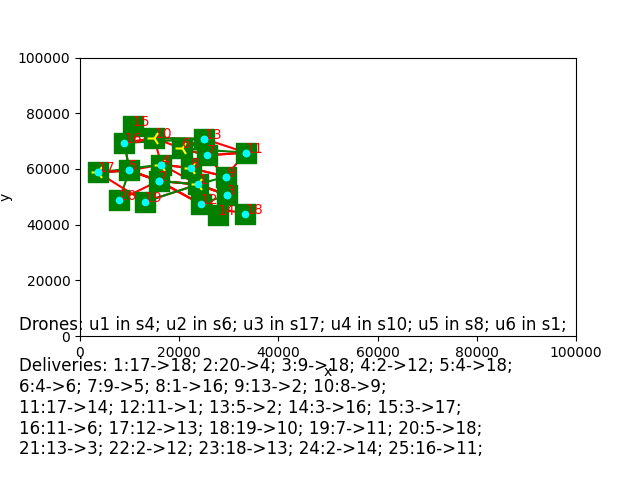 100000
80000
60000
40000
20000
0
y
0 20000 40000 60000 80000 100000
x
Drones: u1 in s4; u2 in s6; u3 in s17; u4 in s10; u5 in s8; u6 in s1;
Deliveries: 1:17->18; 2:20->4; 3:9->18; 4:2->12; 5:4->18;
6:4->6; 7:9->5; 8:1->16; 9:13->2; 10:8->9;
11:17->14; 12:11->1; 13:5->2; 14:3->16; 15:3->17;
16:11->6; 17:12->13; 18:19->10; 19:7->11; 20:5->18;
21:13->3; 22:2->12; 23:18->13; 24:2->14; 25:16->11;